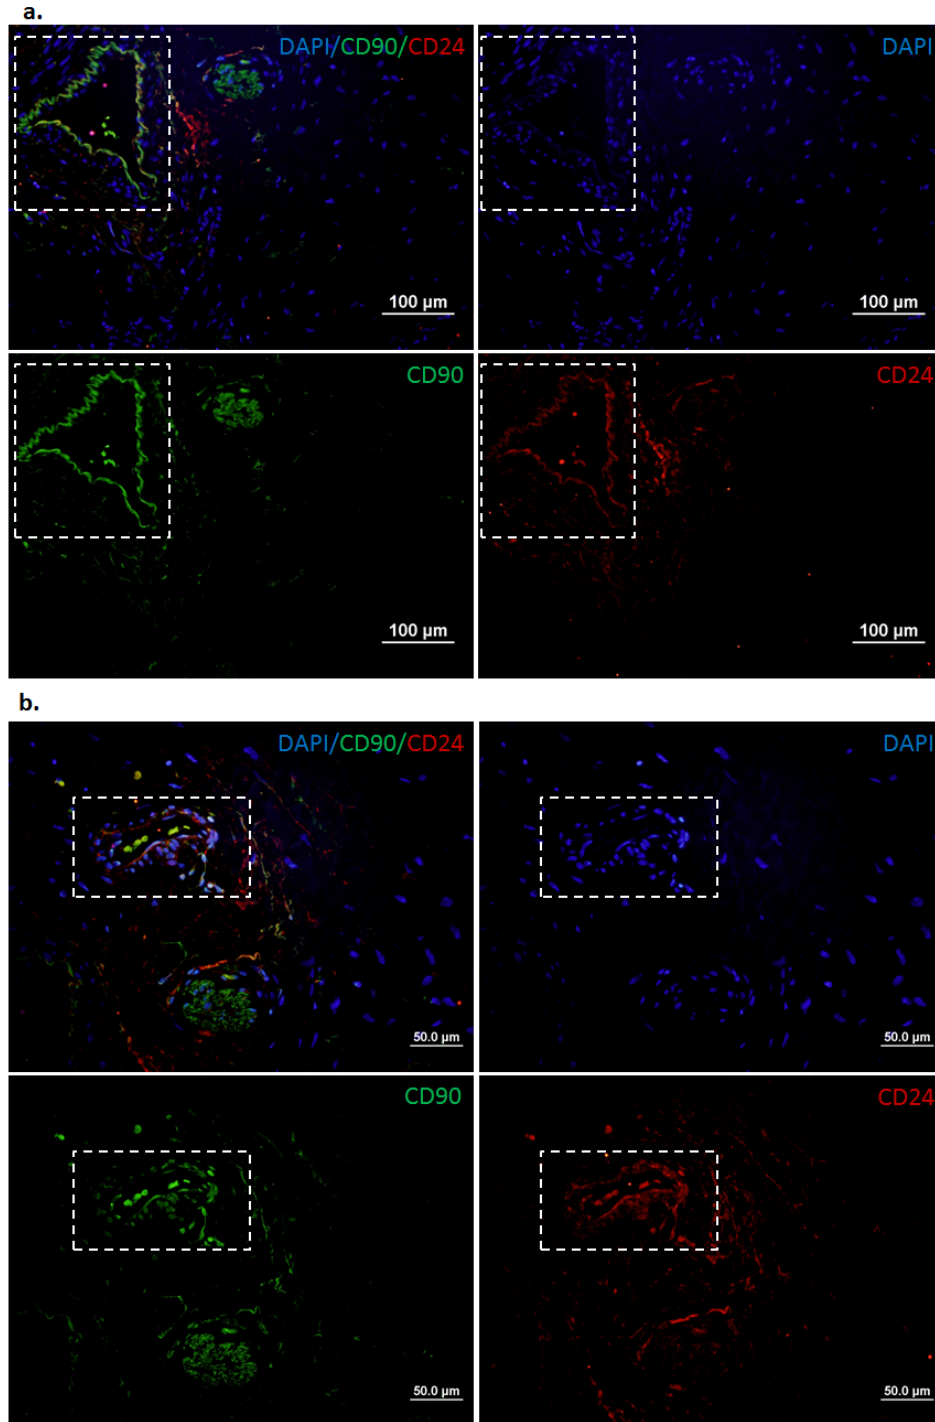 a.
DAPI/CD90/CD24
DAPI
100 µm
100 µm
CD90
CD24
100 µm
100 µm
b.
DAPI/CD90/CD24
DAPI
50.0 µm
50.0 µm
CD90
CD24
50.0 µm
50.0 µm